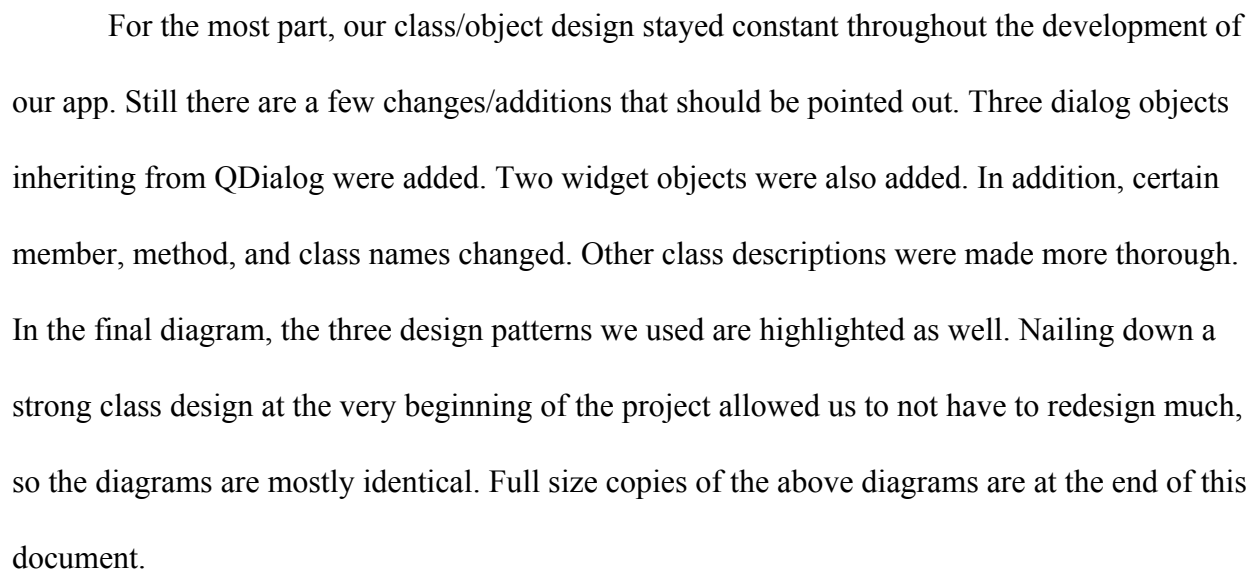 For the most part, our class/object design stayed constant throughout the development of
our app. Still there are a few changes/additions that should be pointed out. Three dialog objects
inheriting from QDialog were added. Two widget objects were also added. In addition, certain
member, method, and class names changed. Other class descriptions were made more thorough.
In the final diagram, the three design patterns we used are highlighted as well. Nailing down a
strong class design at the very beginning of the project allowed us to not have to redesign much,
so the diagrams are mostly identical. Full size copies of the above diagrams are at the end of this
document.